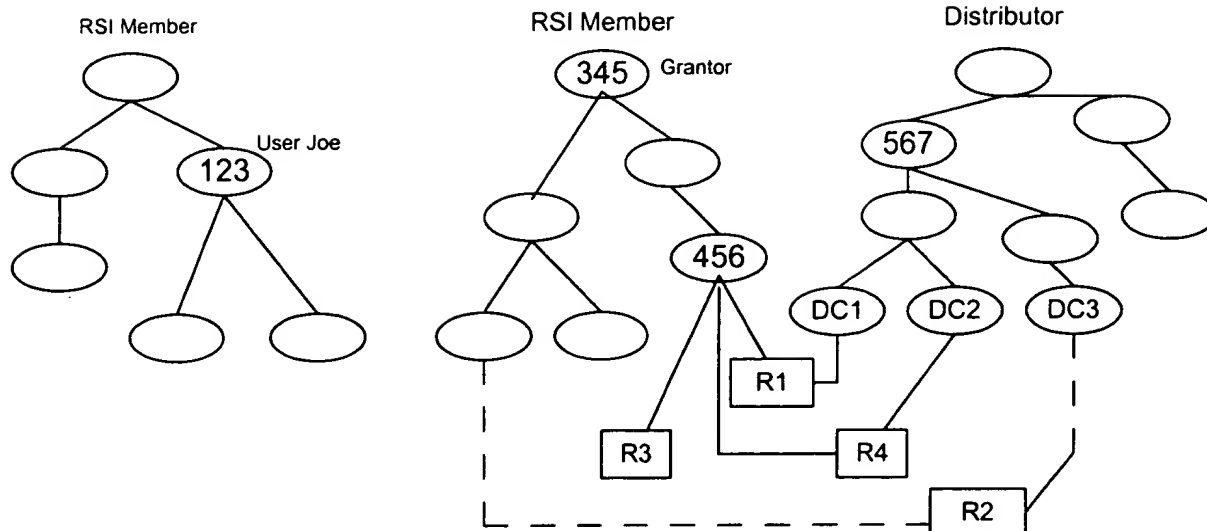 RSI Member
RSI Member
Distributor
345
Grantor
User Joe
123
567
456
DC1
DC2
DC3
R1
R3
R4
R2